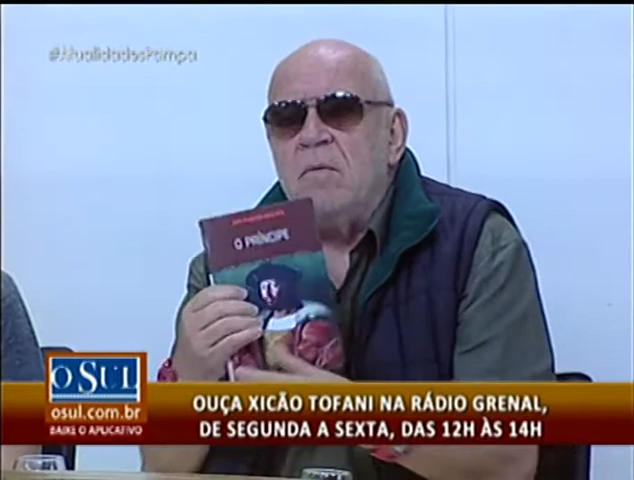 #AtualidadesPampa
O PRÍNCIPE
O SUL
osul.com.br
BAIXE O APLICATIVO
OUÇA XICÃO TOFANI NA RÁDIO GRENAL,
DE SEGUNDA A SEXTA, DAS 12H ÀS 14H